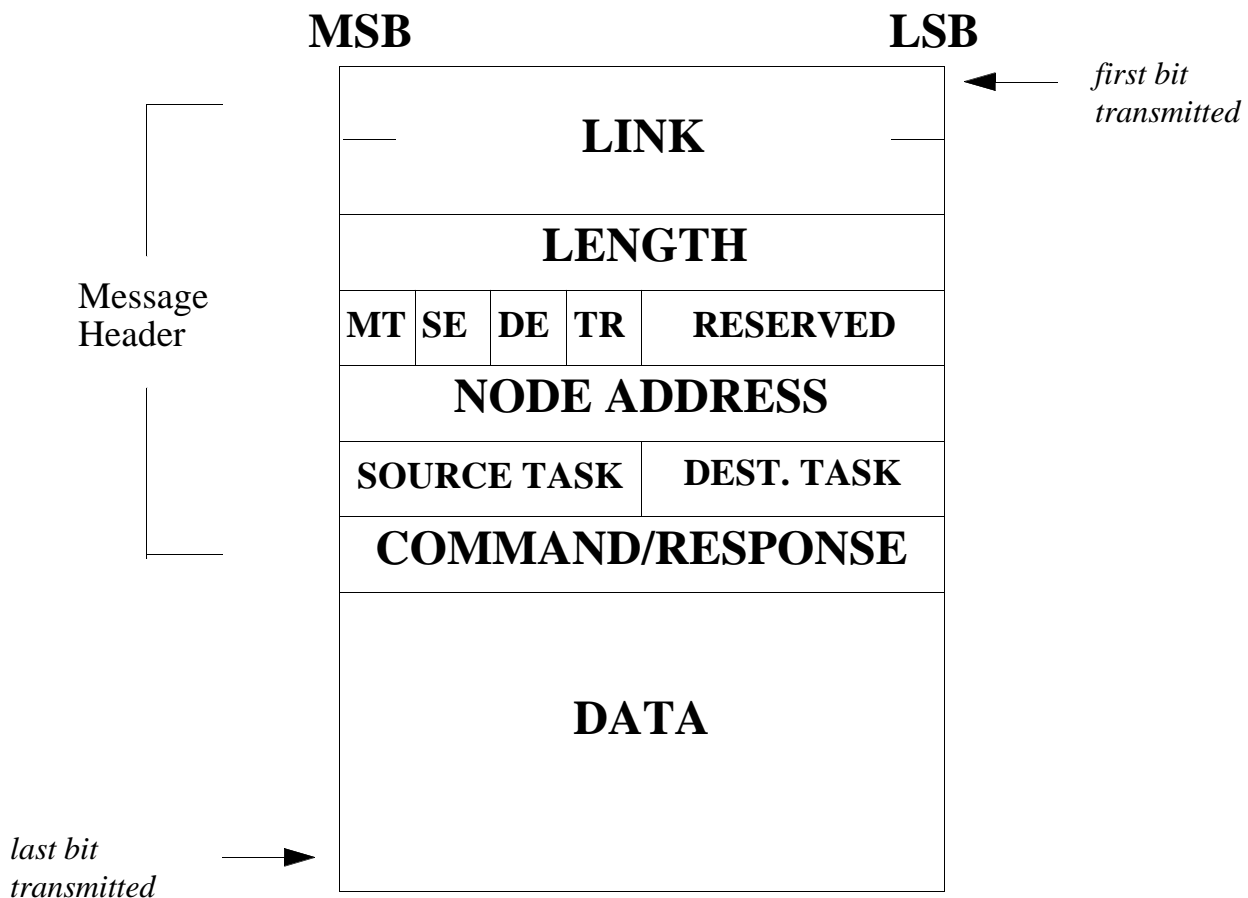 MSB LSB
first bit
transmitted
LINK
LENGTH
Message
Header
MT SE DE TR RESERVED
NODE ADDRESS
SOURCE TASK DEST. TASK
COMMAND/RESPONSE
DATA
last bit
transmitted